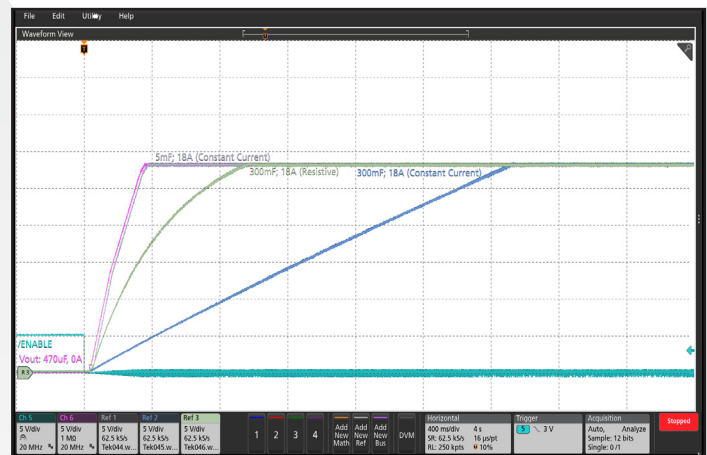 File Edit Utility Help
Waveform View
T
5mF; 18A (Constant Current)
300mF; 18A (Resistive)
300mF; 18A (Constant Current)
/ENABLE
Vout: 470uF, 0A
R3
Ch 5
5 V/div
20 MHz
Ch 6
5 V/div
1 MΩ
20 MHz
Ref 1
5 V/div
62.5 kS/s
Tek044.w...
Ref 2
5 V/div
62.5 kS/s
Tek045.w...
Ref 3
5 V/div
62.5 kS/s
Tek046.w...
1 2 3 4
Add New Math
Add New Ref
Add New Bus
DVM
Horizontal
400 ms/div 4 s
SR: 62.5 kS/s 16 µs/pt
RL: 250 kpts 10%
Trigger
5 3 V
Acquisition
Auto, Analyze
Sample: 12 bits
Single: 0 /1
Stopped